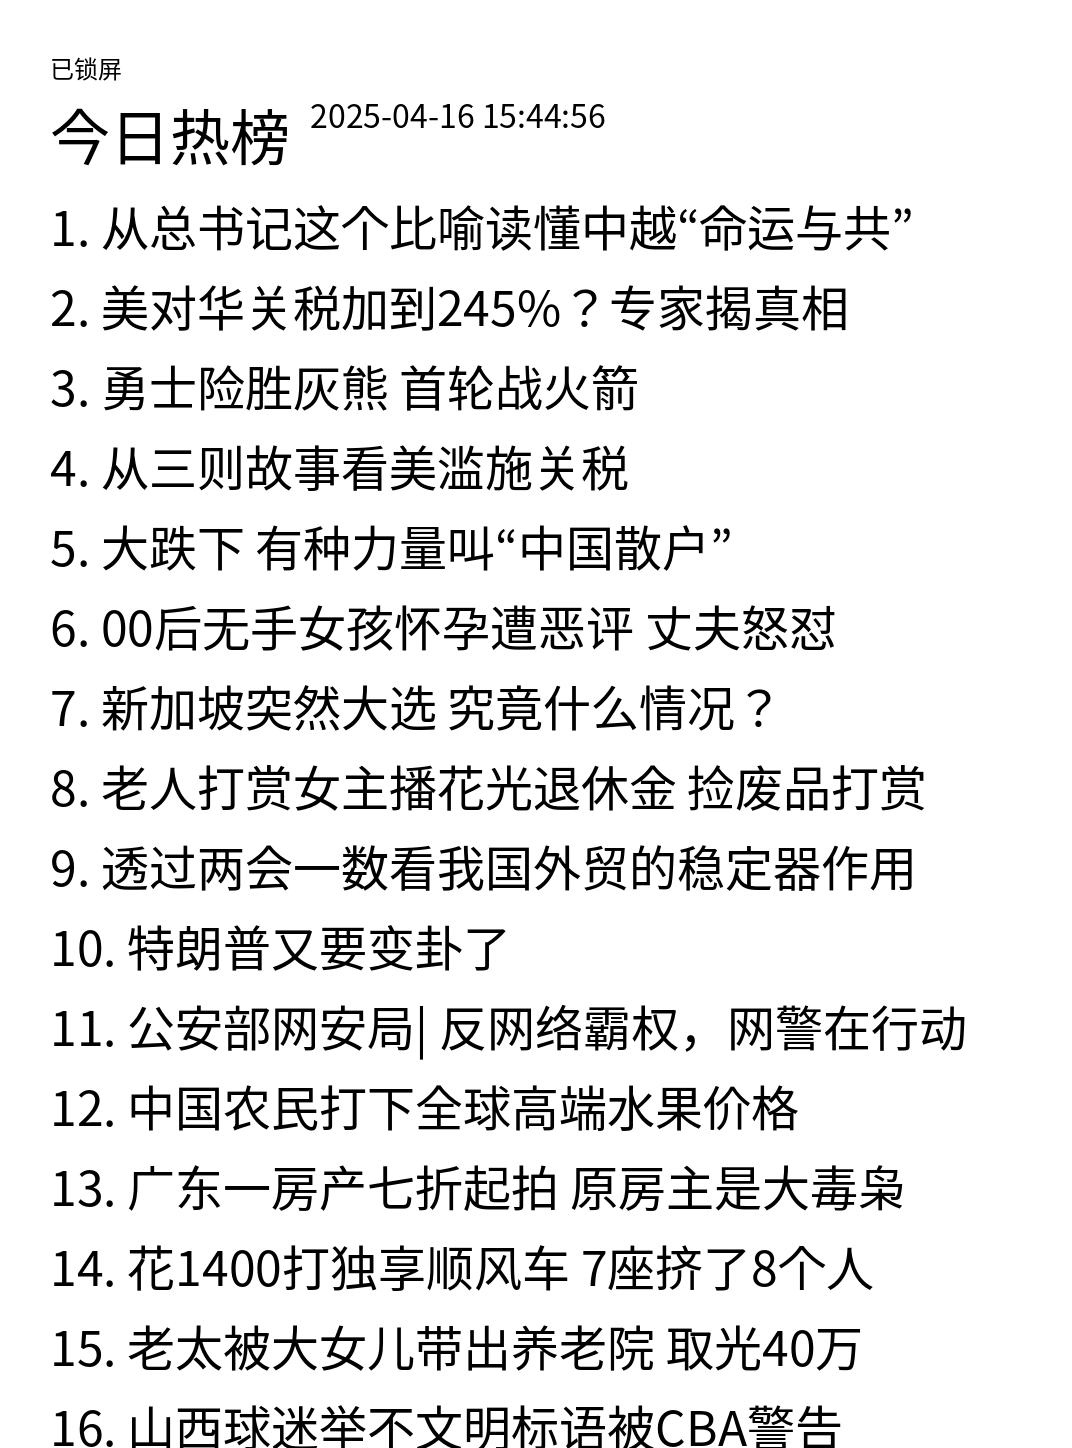 已锁屏
今日热榜 2025-04-16 15:44:56
1. 从总书记这个比喻读懂中越“命运与共”
2. 美对华关税加到245%？专家揭真相
3. 勇士险胜灰熊 首轮战火箭
4. 从三则故事看美滥施关税
5. 大跌下 有种力量叫“中国散户”
6. 00后无手女孩怀孕遭恶评 丈夫怒怼
7. 新加坡突然大选 究竟什么情况？
8. 老人打赏女主播花光退休金 捡废品打赏
9. 透过两会一数看我国外贸的稳定器作用
10. 特朗普又要变卦了
11. 公安部网安局| 反网络霸权，网警在行动
12. 中国农民打下全球高端水果价格
13. 广东一房产七折起拍 原房主是大毒枭
14. 花1400打独享顺风车 7座挤了8个人
15. 老太被大女儿带出养老院 取光40万
16. 山西球迷举不文明标语被CBA警告